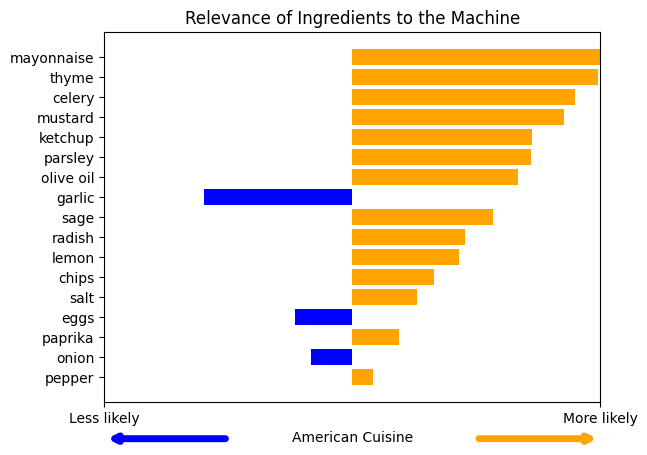 Relevance of Ingredients to the Machine
mayonnaise
thyme
celery
mustard
ketchup
parsley
olive oil
garlic
sage
radish
lemon
chips
salt
eggs
paprika
onion
pepper
Less likely More likely
American Cuisine